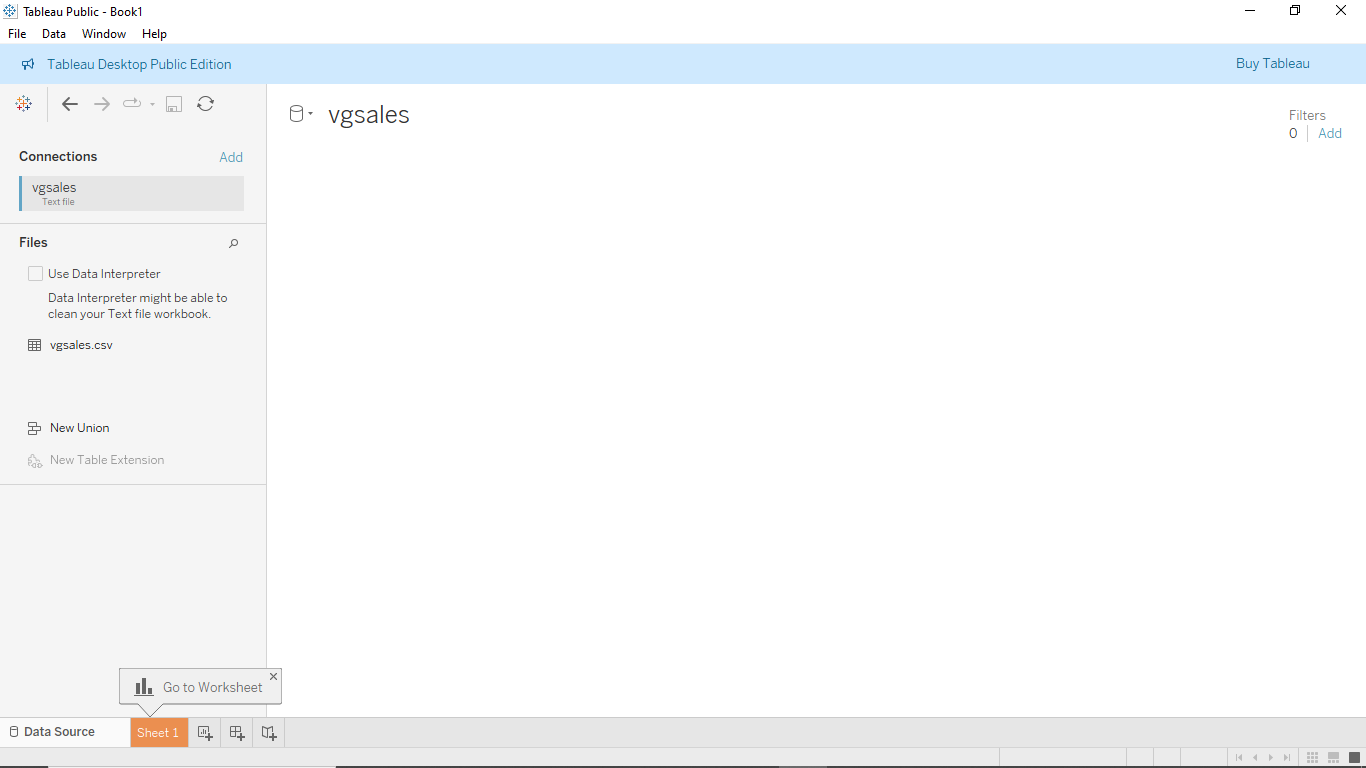 Tableau Public - Book1
File Data Window Help
Tableau Desktop Public Edition
Buy Tableau
vgsales
Filters
0 Add
Connections
Add
vgsales
Text file
Files
Use Data Interpreter
Data Interpreter might be able to
clean your Text file workbook.
vgsales.csv
New Union
New Table Extension
Go to Worksheet
Data Source
Sheet 1